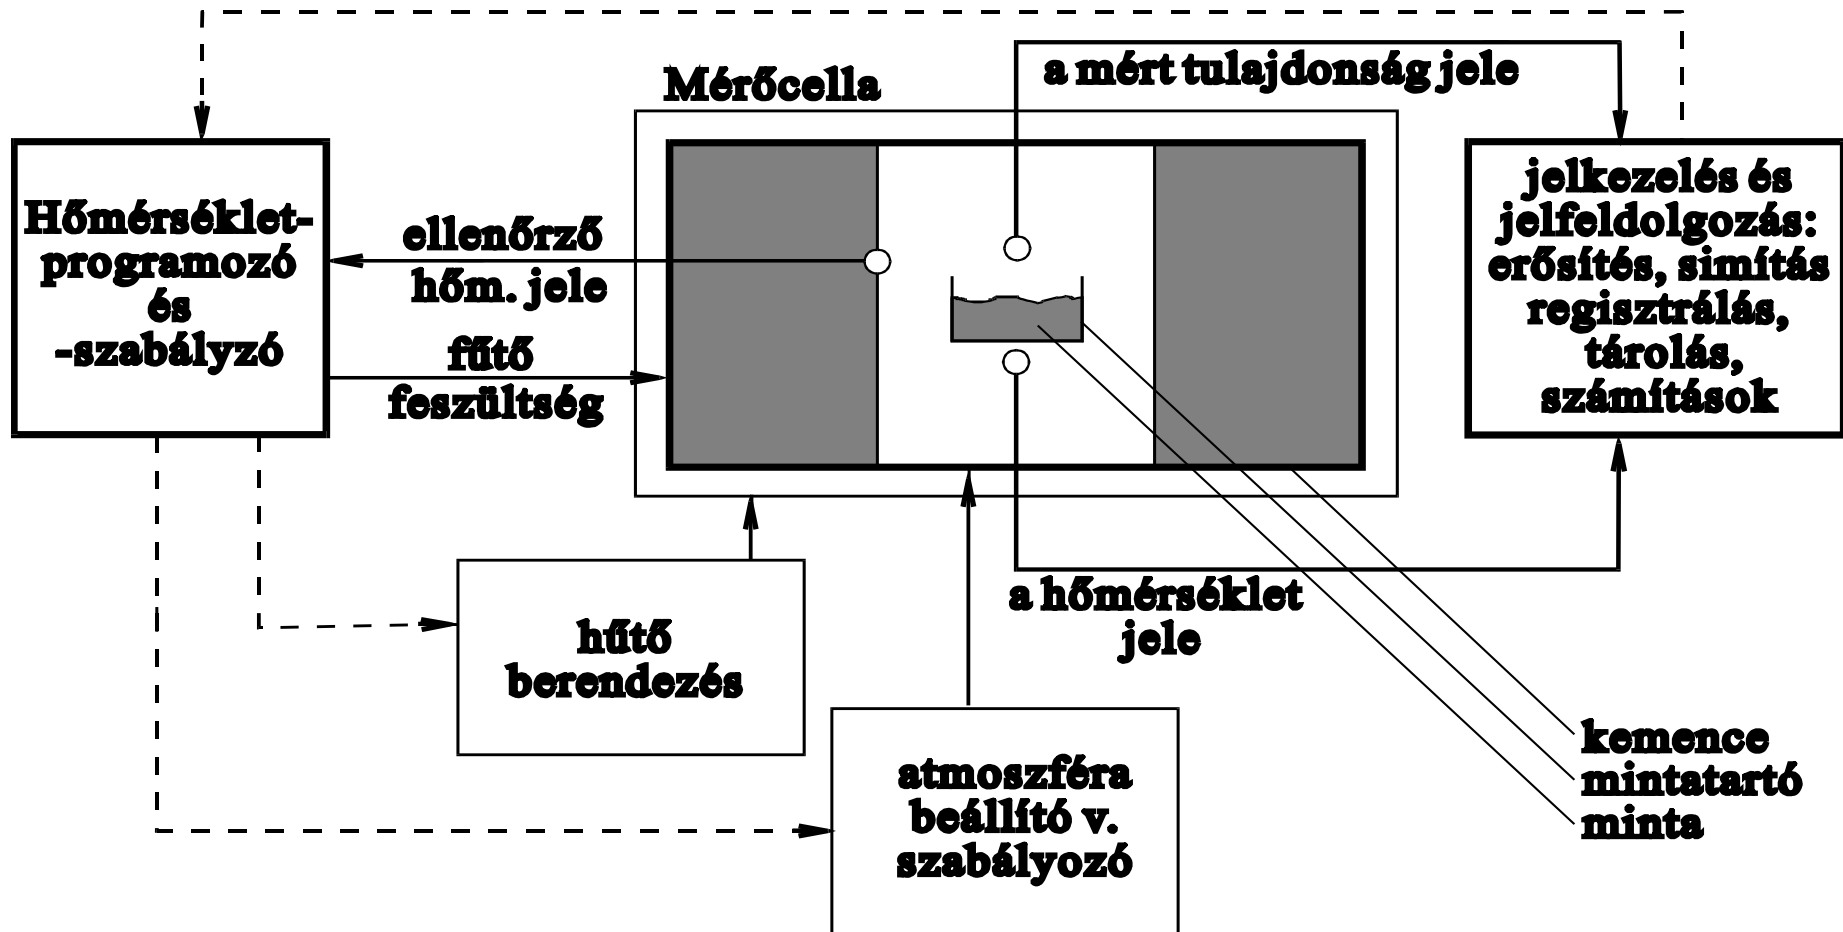 a mért tulajdonság jele
Mérőcella
Hőmérséklet-
programozó
és
-szabályzó
ellenőrző
hőm. jele
fűtő
feszültség
jelkezelés és
jelfeldolgozás:
erősítés, simítás
regisztrálás,
tárolás,
számítások
a hőmérséklet
jele
hűtő
berendezés
atmoszféra
beállító v.
szabályozó
kemence
mintatartó
minta